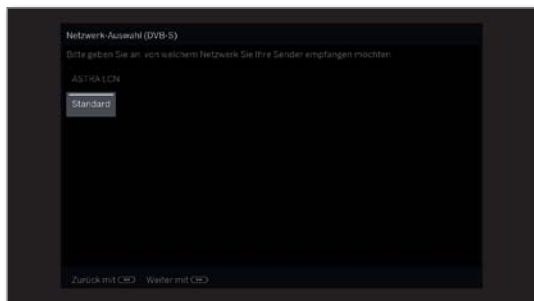 Netzwerk-Auswahl (DVB-S)
Bitte geben Sie an, von welchem Netzwerk Sie Ihre Sender empfangen möchten
ASTRA LCN
Standard
Zurück mit Weiter mit